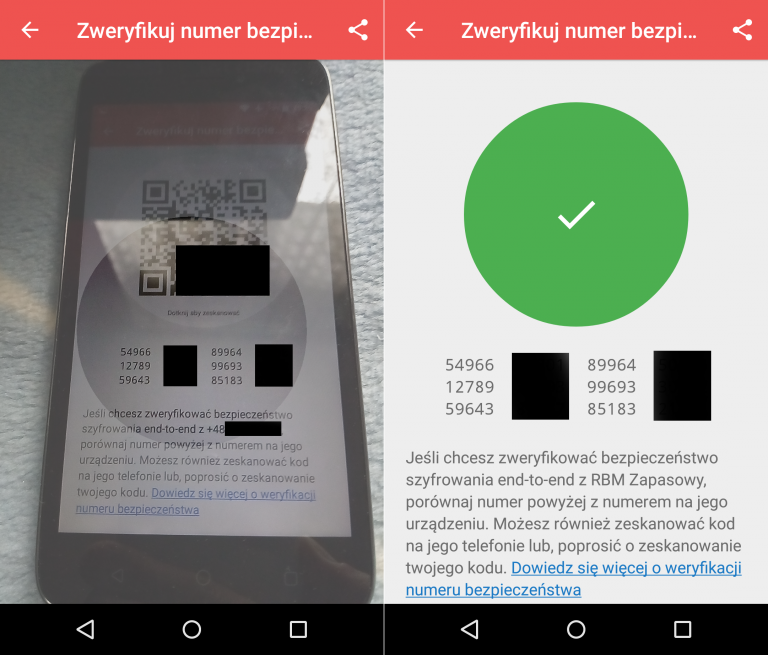 Zweryfikuj numer bezpi...
Zweryfikuj numer bezpi...
Dotknij aby zeskanować
54966 89964
12789 99693
59643 85183
Jeśli chcesz zweryfikować bezpieczeństwo
szyfrowania end-to-end z +48
porównaj numer powyżej z numerem na jego
urządzeniu. Możesz również zeskanować kod
na jego telefonie lub, poprosić o zeskanowanie
twojego kodu. Dowiedz się więcej o weryfikacji
numeru bezpieczeństwa
Zweryfikuj numer bezpi...
54966 89964
12789 99693
59643 85183
Jeśli chcesz zweryfikować bezpieczeństwo
szyfrowania end-to-end z RBM Zapasowy,
porównaj numer powyżej z numerem na jego
urządzeniu. Możesz również zeskanować kod
na jego telefonie lub, poprosić o zeskanowanie
twojego kodu. Dowiedz się więcej o weryfikacji
numeru bezpieczeństwa